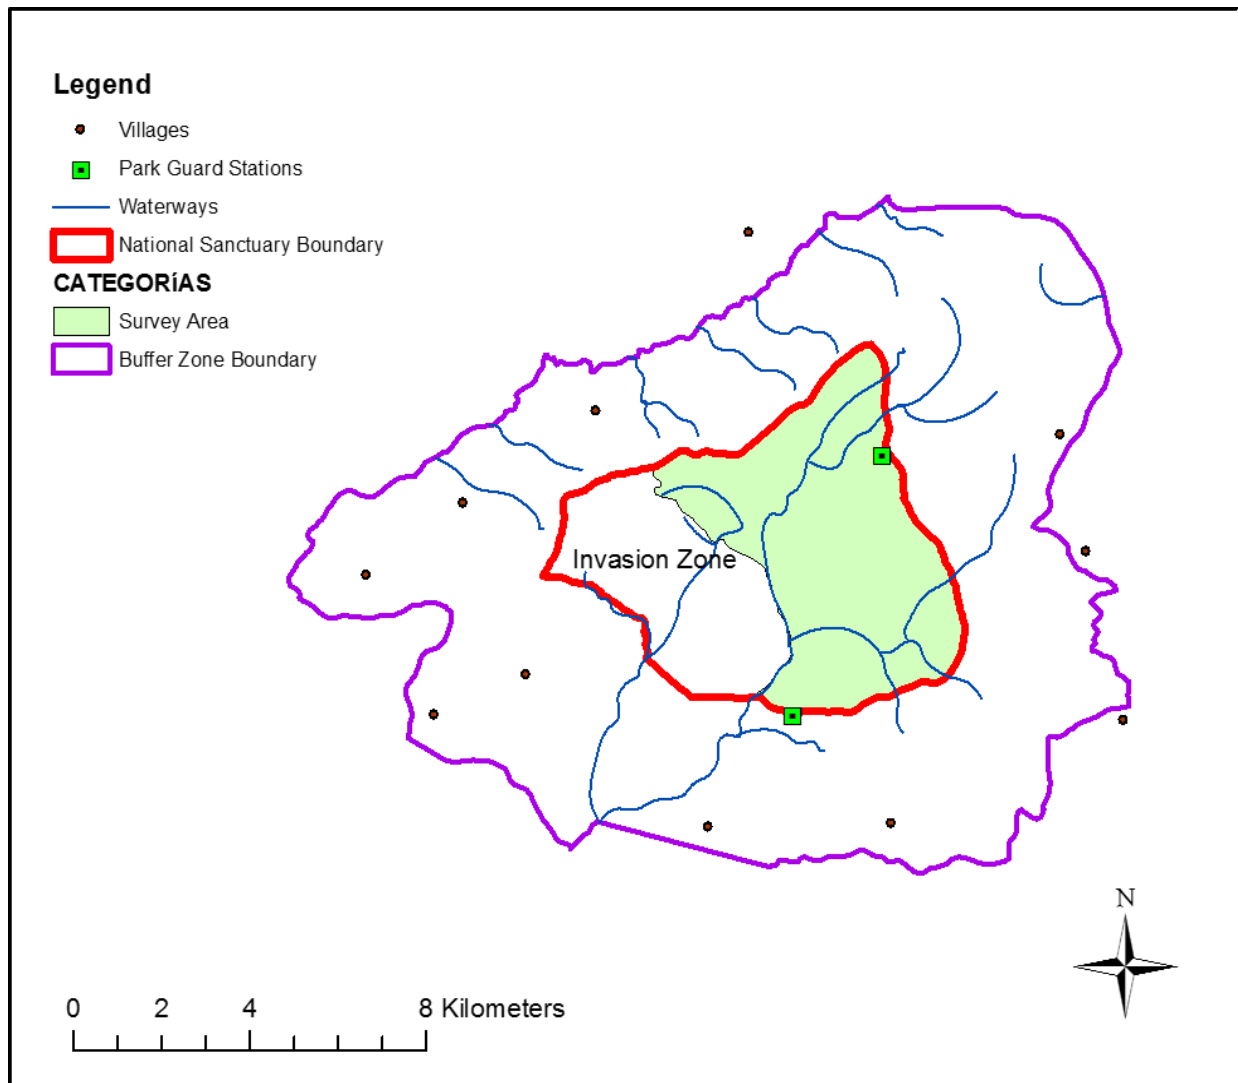 Legend
Villages
Park Guard Stations
Waterways
National Sanctuary Boundary
CATEGORíAS
Survey Area
Buffer Zone Boundary
Invasion Zone
N
0 2 4 8 Kilometers